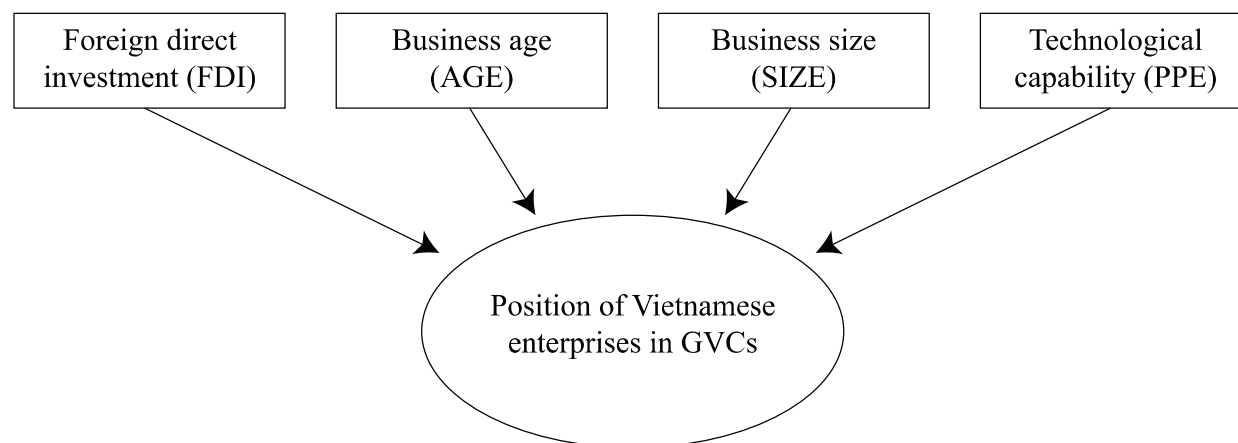 Foreign direct
investment (FDI)
Business age
(AGE)
Business size
(SIZE)
Technological
capability (PPE)
Position of Vietnamese
enterprises in GVCs